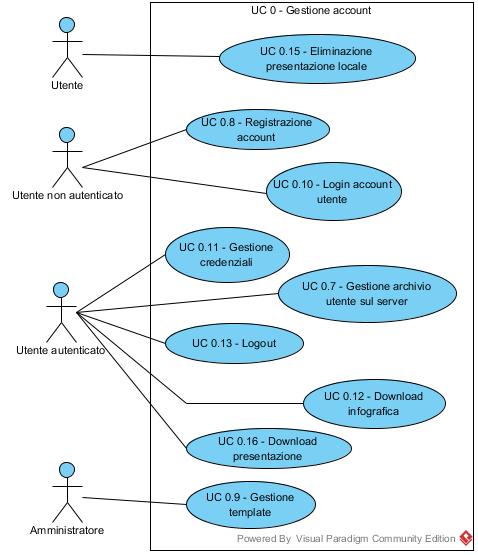 UC 0 - Gestione account
UC 0.15 - Eliminazione
presentazione locale
Utente
UC 0.8 - Registrazione
account
Utente non autenticato
UC 0.10 - Login account
utente
UC 0.11 - Gestione
credenziali
UC 0.7 - Gestione archivio
utente sul server
Utente autenticato
UC 0.13 - Logout
UC 0.12 - Download
infografica
UC 0.16 - Download
presentazione
UC 0.9 - Gestione
template
Amministratore
Powered By Visual Paradigm Community Edition